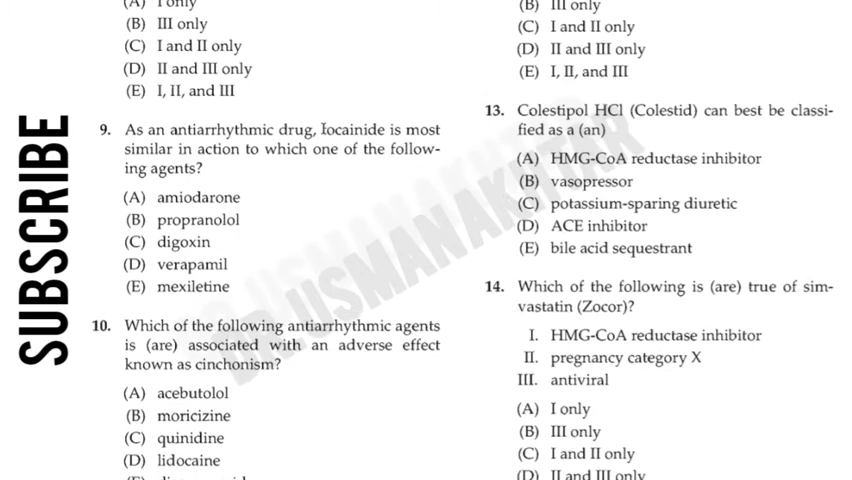 SUBSCRIBE
(A) I only
(B) III only
(C) I and II only
(D) II and III only
(E) I, II, and III
9. As an antiarrhythmic drug, Iocainide is most
similar in action to which one of the follow-
ing agents?
(A) amiodarone
(B) propranolol
(C) digoxin
(D) verapamil
(E) mexiletine
10. Which of the following antiarrhythmic agents
is (are) associated with an adverse effect
known as cinchonism?
(A) acebutolol
(B) moricizine
(C) quinidine
(D) lidocaine
(B) III only
(C) I and II only
(D) II and III only
(E) I, II, and III
13. Colestipol HCl (Colestid) can best be classi-
fied as a (an)
(A) HMG-CoA reductase inhibitor
(B) vasopressor
(C) potassium-sparing diuretic
(D) ACE inhibitor
(E) bile acid sequestrant
14. Which of the following is (are) true of sim-
vastatin (Zocor)?
I. HMG-CoA reductase inhibitor
II. pregnancy category X
III. antiviral
(A) I only
(B) III only
(C) I and II only
(D) II and III only
DR.USMAN AKHTAR